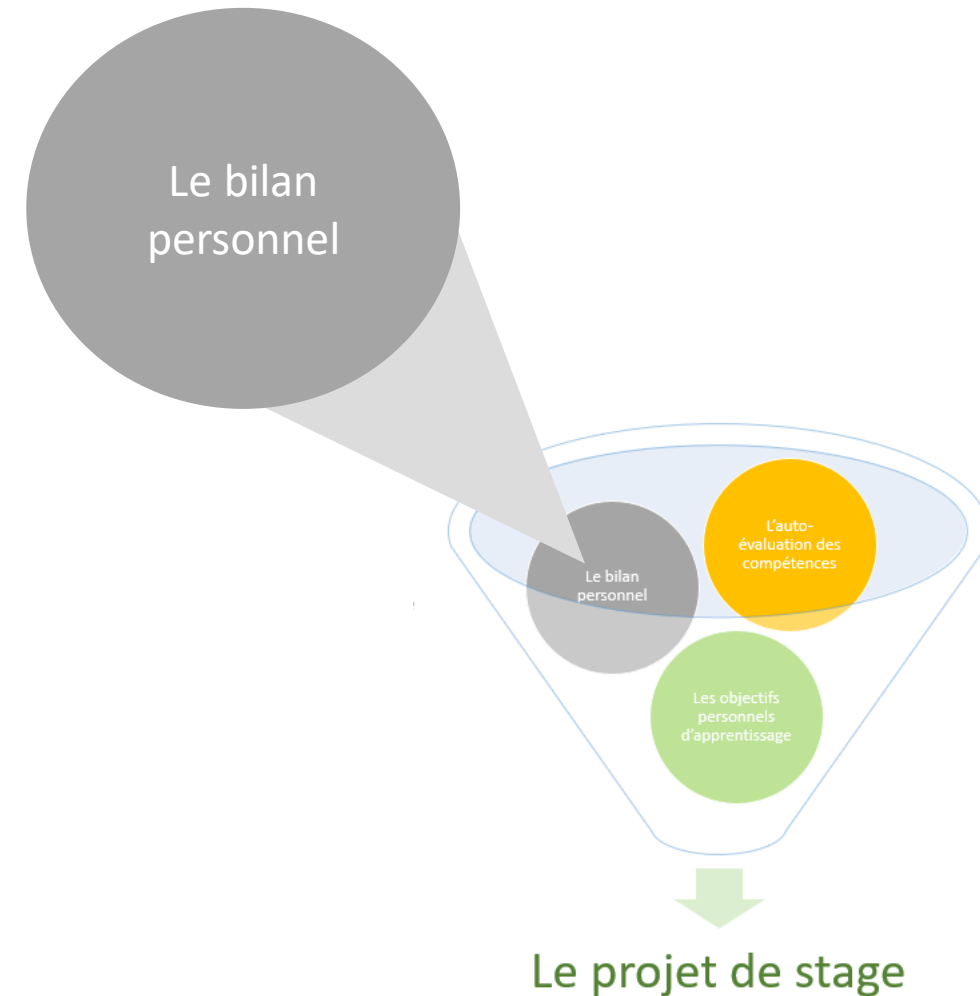 Le bilan
personnel
L'auto-
évaluation des
compétences
Le bilan
personnel
Les objectifs
personnels
d'apprentissage
Le projet de stage